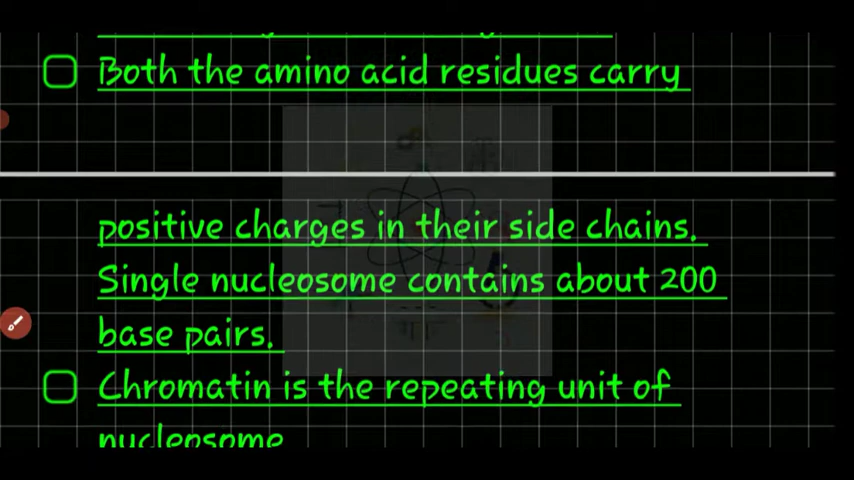 Both the amino acid residues carry
positive charges in their side chains.
Single nucleosome contains about 200
base pairs.
Chromatin is the repeating unit of
nucleosome